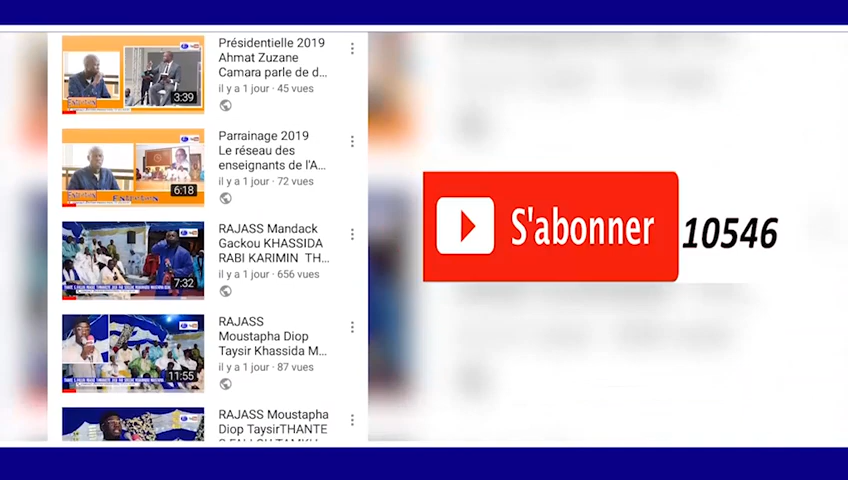 Présidentielle 2019
Ahmat Zuzane
Camara parle de d...
il y a 1 jour · 45 vues
3:39
Parrainage 2019
Le réseau des
enseignants de l'A...
il y a 1 jour · 72 vues
6:18
RAJASS Mandack
Gackou KHASSIDA
RABI KARIMIN TH...
il y a 1 jour · 656 vues
7:32
RAJASS
Moustapha Diop
Taysir Khassida M...
il y a 1 jour · 87 vues
11:55
RAJASS Moustapha
Diop TaysirTHANTE
S'abonner
10546